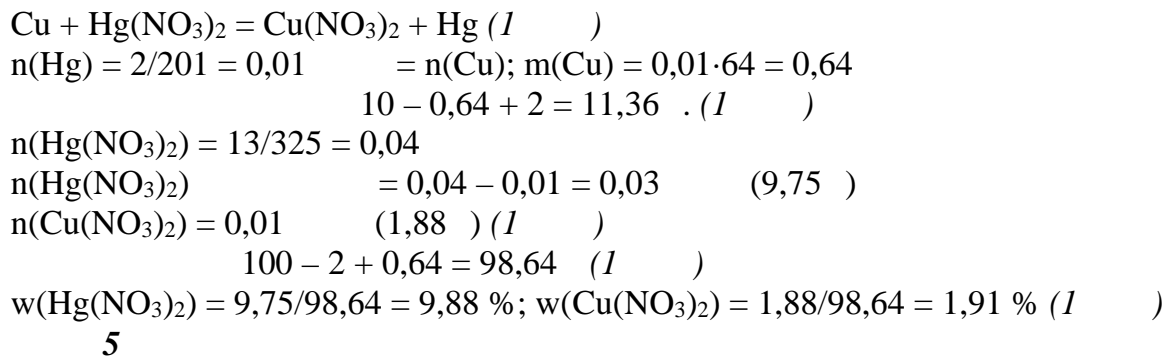 Cu + Hg(NO₃)₂ = Cu(NO₃)₂ + Hg (1 )
n(Hg) = 2/201 = 0,01 = n(Cu); m(Cu) = 0,01·64 = 0,64
10 – 0,64 + 2 = 11,36 . (1 )
n(Hg(NO₃)₂) = 13/325 = 0,04
n(Hg(NO₃)₂) = 0,04 – 0,01 = 0,03 (9,75 )
n(Cu(NO₃)₂) = 0,01 (1,88 ) (1 )
100 – 2 + 0,64 = 98,64 (1 )
w(Hg(NO₃)₂) = 9,75/98,64 = 9,88 %; w(Cu(NO₃)₂) = 1,88/98,64 = 1,91 % (1 )
5